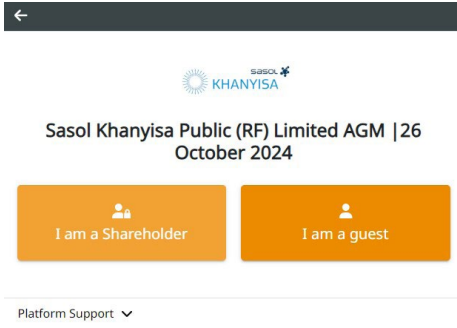 sasol
KHANYISA
Sasol Khanyisa Public (RF) Limited AGM |26
October 2024
I am a Shareholder
I am a guest
Platform Support